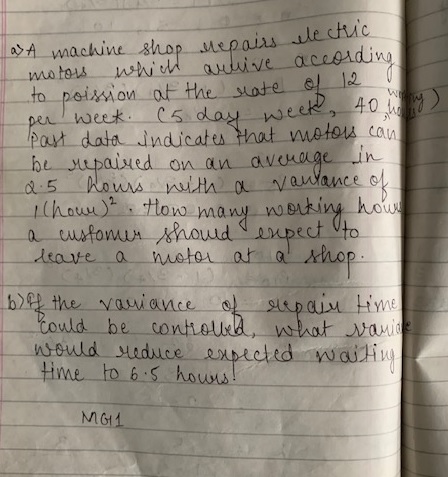 a) A machine shop repairs electric
motors which arrive according
to poission at the rate of 12
per week. (5 day week, 40 working hours)
Past data indicates that motors can
be repaired on an average in
2.5 hours with a variance of
1(hour)². How many working hours
a customer should expect to
leave a motor at a shop.
b) If the variance of repair time
could be controlled, what varian
would reduce expected waiting
time to 6.5 hours!
MG11